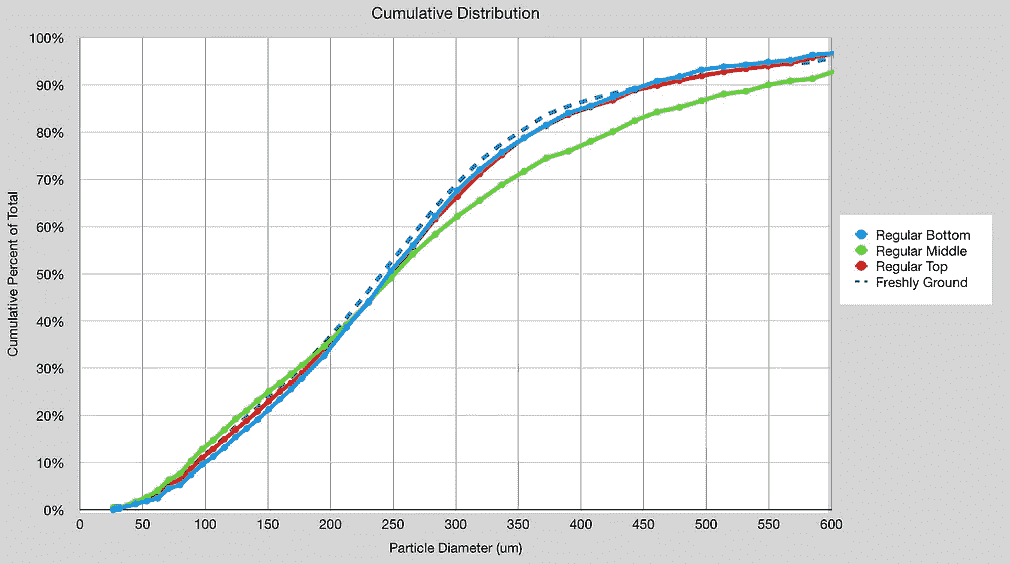 Cumulative Distribution
Cumulative Percent of Total
100%
90%
80%
70%
60%
50%
40%
30%
20%
10%
0%
0 50 100 150 200 250 300 350 400 450 500 550 600
Particle Diameter (um)
Regular Bottom
Regular Middle
Regular Top
Freshly Ground